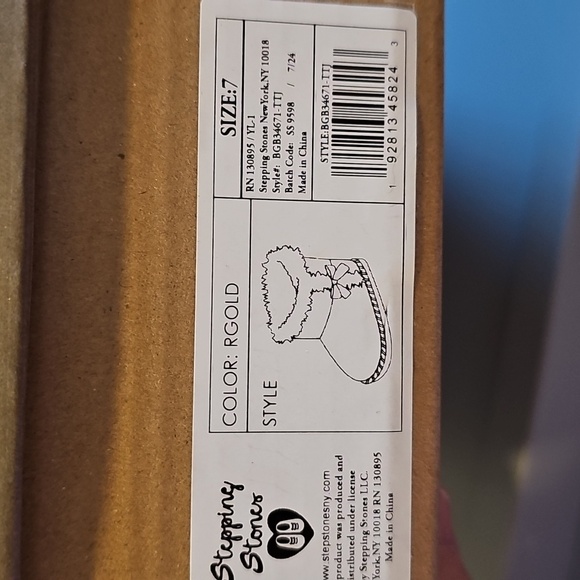 Stepping
Stones
www.stepstonesny.com
product was produced and
distributed under license
y Stepping Stones LLC.
York,NY 10018 RN 130895
Made in China
COLOR: RGOLD
STYLE
SIZE:7
RN 130895 / YL-1
Stepping Stones NewYork,NY 10018
Style#: BGB34671-TTJ
Batch Code: SS 9598 / 7/24
Made in China
STYLE:BGB34671-TTJ
1 92813 45824 3